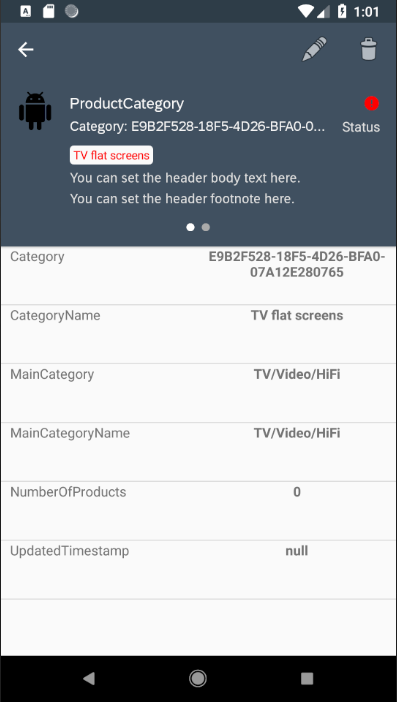 A
1:01
ProductCategory
Category: E9B2F528-18F5-4D26-BFA0-0...
Status
TV flat screens
You can set the header body text here.
You can set the header footnote here.
Category
E9B2F528-18F5-4D26-BFA0-
07A12E280765
CategoryName
TV flat screens
MainCategory
TV/Video/HiFi
MainCategoryName
TV/Video/HiFi
NumberOfProducts
0
UpdatedTimestamp
null